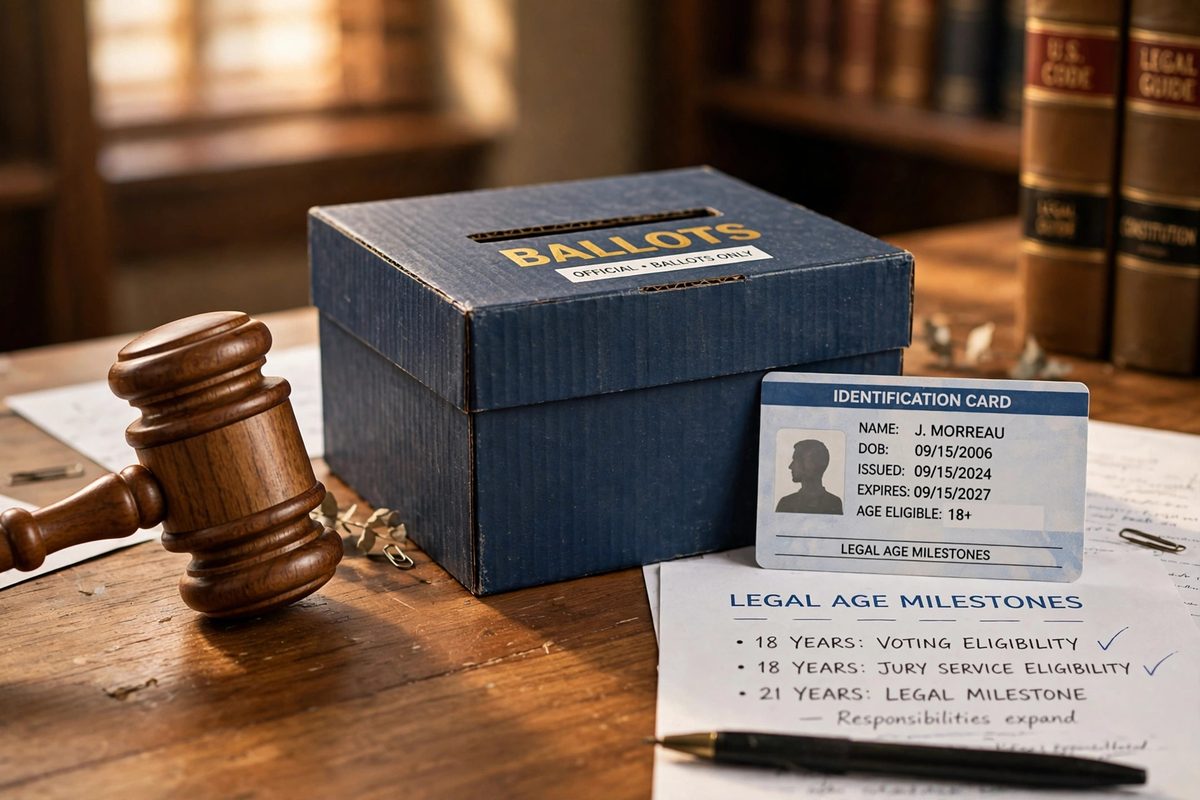 BALLOTS
OFFICIAL • BALLOTS ONLY
U.S.
CODE
LEGAL
GUIDE
CONSTITUTION
IDENTIFICATION CARD
NAME: J. MORREAU
DOB: 09/15/2006
ISSUED: 09/15/2024
EXPIRES: 09/15/2027
AGE ELIGIBLE: 18+
LEGAL AGE MILESTONES
LEGAL AGE MILESTONES
• 18 YEARS: VOTING ELIGIBILITY ✓
• 18 YEARS: JURY SERVICE ELIGIBILITY ✓
• 21 YEARS: LEGAL MILESTONE
— Responsibilities expand